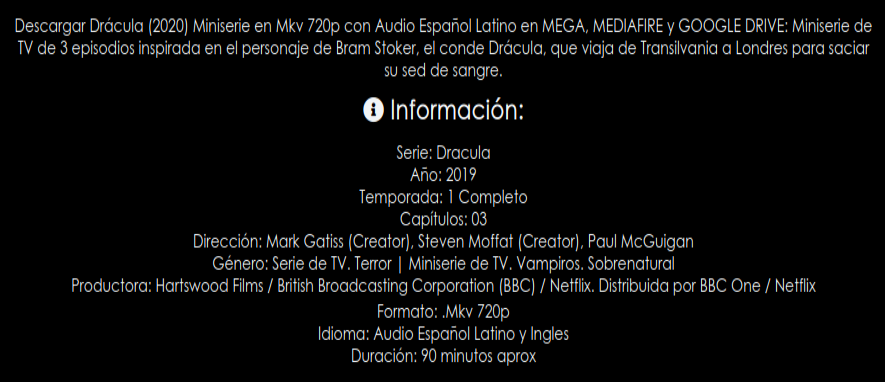 Descargar Drácula (2020) Miniserie en Mkv 720p con Audio Español Latino en MEGA, MEDIAFIRE y GOOGLE DRIVE: Miniserie de
TV de 3 episodios inspirada en el personaje de Bram Stoker, el conde Drácula, que viaja de Transilvania a Londres para saciar
su sed de sangre.
Información:
Serie: Dracula
Año: 2019
Temporada: 1 Completo
Capítulos: 03
Dirección: Mark Gatiss (Creator), Steven Moffat (Creator), Paul McGuigan
Género: Serie de TV. Terror | Miniserie de TV. Vampiros. Sobrenatural
Productora: Hartswood Films / British Broadcasting Corporation (BBC) / Netflix. Distribuida por BBC One / Netflix
Formato: .Mkv 720p
Idioma: Audio Español Latino y Ingles
Duración: 90 minutos aprox